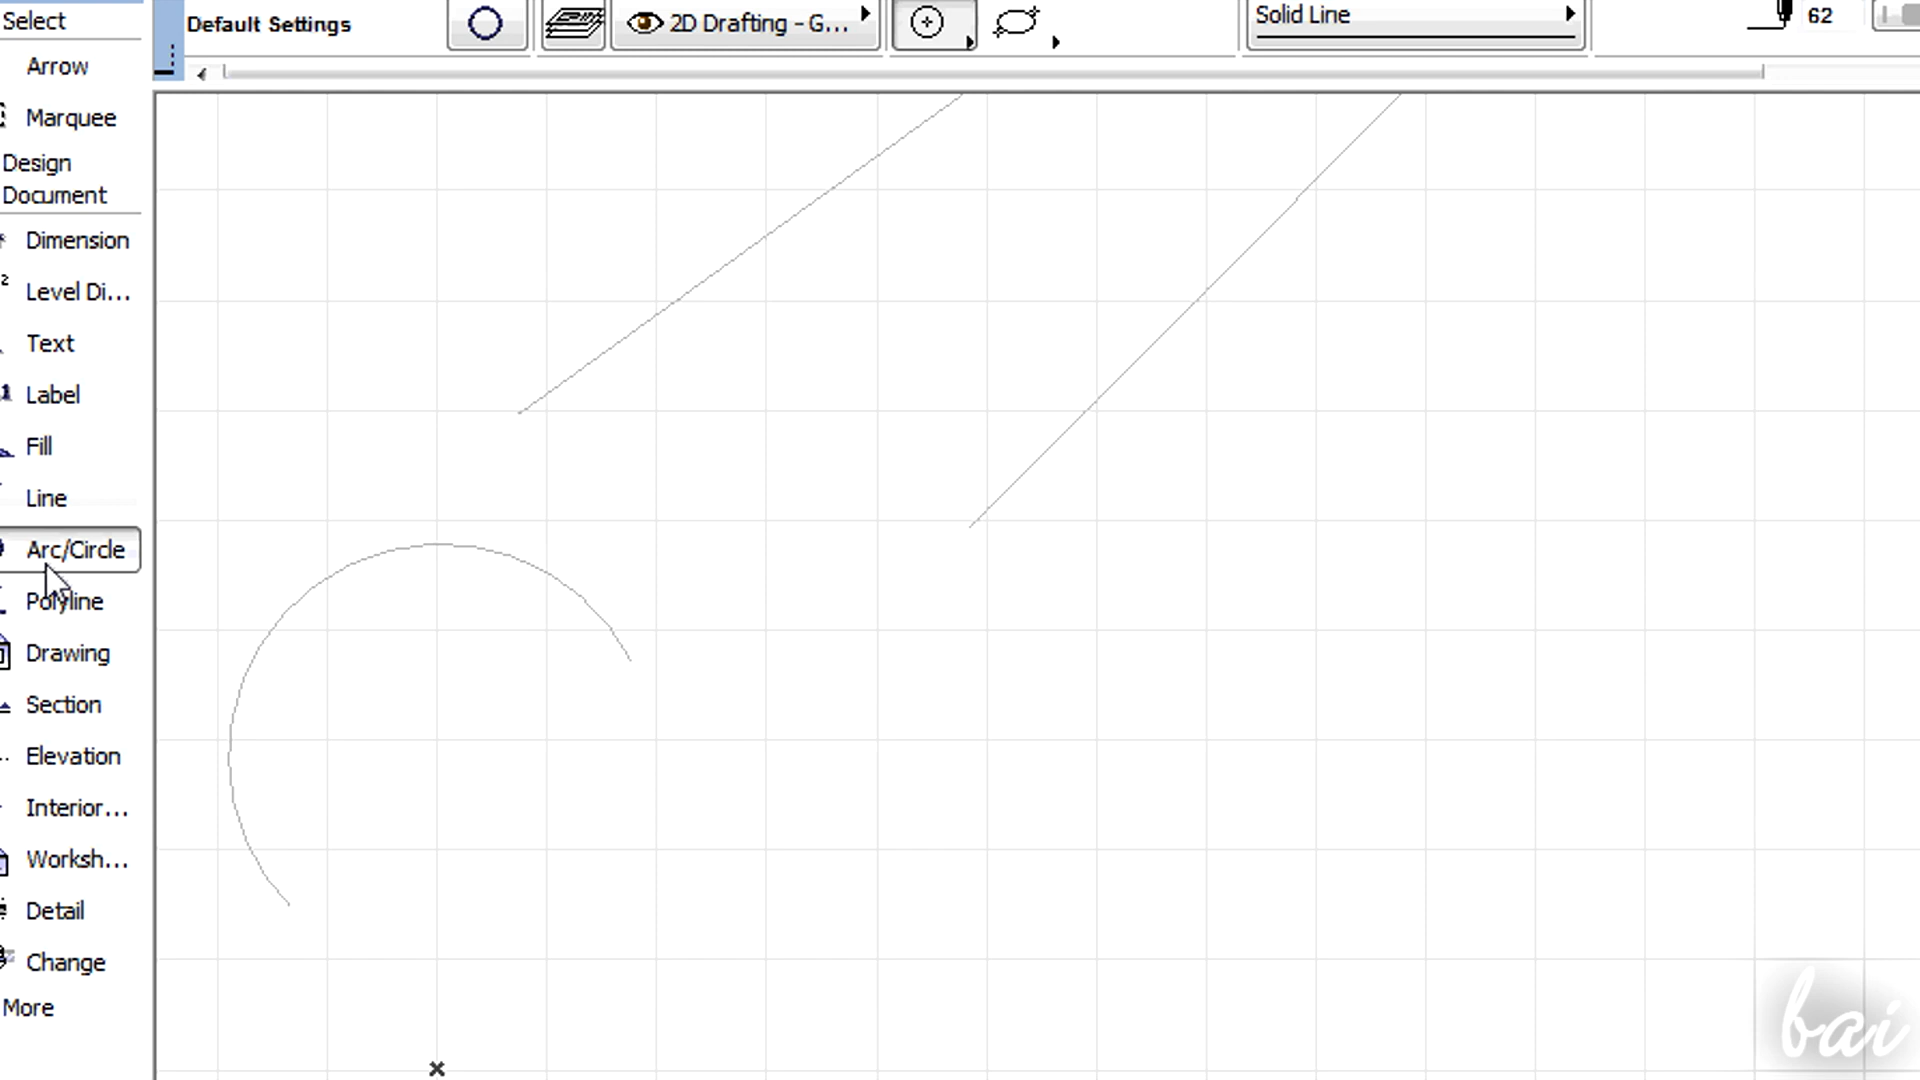 Select
Default Settings
2D Drafting - G...
Solid Line
62
Arrow
Marquee
Design
Document
Dimension
Level Di...
Text
Label
Fill
Line
Arc/Circle
Polyline
Drawing
Section
Elevation
Interior...
Worksh...
Detail
Change
More
bai